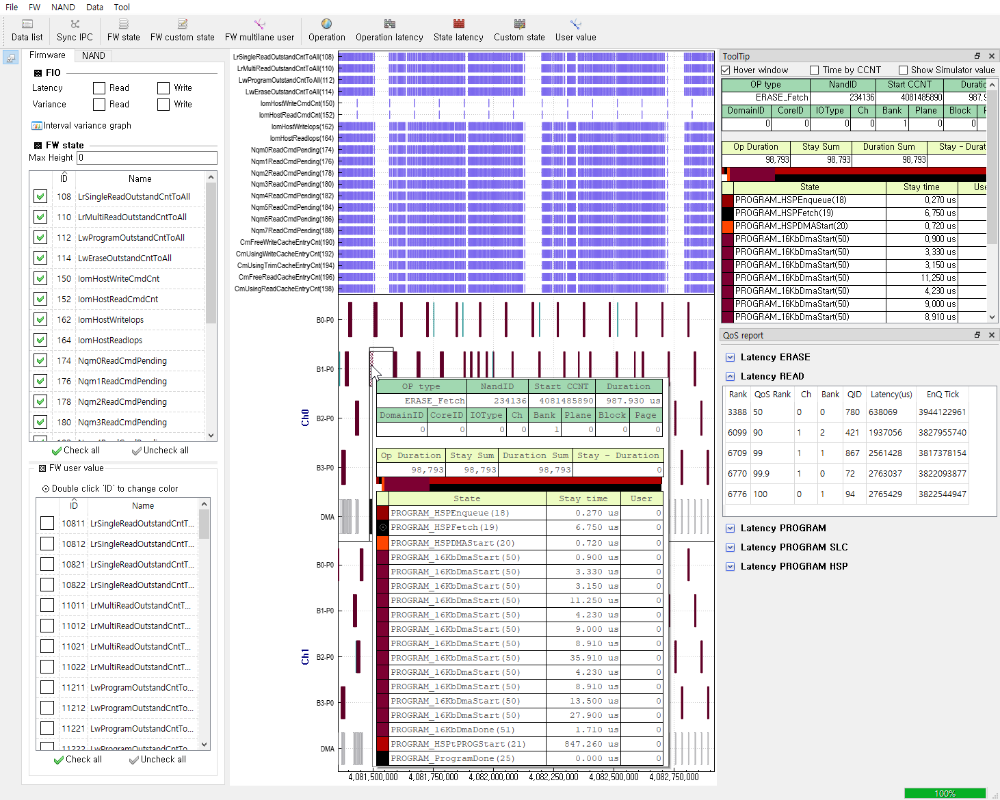 File FW NAND Data Tool
Data list Sync IPC FW state FW custom state FW multilane user Operation Operation latency State latency Custom state User value
Firmware NAND
FIO
Latency Read Write
Variance Read Write
Interval variance graph
FW state
Max Height 0
ID Name
108 LrSingleReadOutstandCntToAll
110 LrMultiReadOutstandCntToAll
112 LwProgramOutstandCntToAll
114 LwEraseOutstandCntToAll
150 IomHostWriteCmdCnt
152 IomHostReadCmdCnt
162 IomHostWriteIops
164 IomHostReadIops
174 Nqm0ReadCmdPending
176 Nqm1ReadCmdPending
178 Nqm2ReadCmdPending
180 Nqm3ReadCmdPending
Check all Uncheck all
FW user value
Double click 'ID' to change color
ID Name
10811 LrSingleReadOutstandCntT...
10812 LrSingleReadOutstandCntT...
10821 LrSingleReadOutstandCntT...
10822 LrSingleReadOutstandCntT...
11011 LrMultiReadOutstandCntT...
11012 LrMultiReadOutstandCntT...
11021 LrMultiReadOutstandCntT...
11022 LrMultiReadOutstandCntT...
11211 LwProgramOutstandCntTo...
11212 LwProgramOutstandCntTo...
11221 LwProgramOutstandCntTo...
11222 LwProgramOutstandCntTo...
Check all Uncheck all
LrSingleReadOutstandCntToAll(108)
LrMultiReadOutstandCntToAll(110)
LwProgramOutstandCntToAll(112)
LwEraseOutstandCntToAll(114)
IomHostWriteCmdCnt(150)
IomHostReadCmdCnt(152)
IomHostWriteIops(162)
IomHostReadIops(164)
Nqm0ReadCmdPending(174)
Nqm1ReadCmdPending(176)
Nqm2ReadCmdPending(178)
Nqm3ReadCmdPending(180)
Nqm4ReadCmdPending(182)
Nqm5ReadCmdPending(184)
Nqm6ReadCmdPending(186)
Nqm7ReadCmdPending(188)
CmFreeWriteCacheEntryCnt(190)
CmUsingWriteCacheEntryCnt(192)
CmUsingTrimCacheEntryCnt(194)
CmFreeReadCacheEntryCnt(196)
CmUsingReadCacheEntryCnt(198)
Ch0
B0-P0
B1-P0
B2-P0
B3-P0
DMA
Ch1
B0-P0
B1-P0
B2-P0
B3-P0
DMA
4,081,500,000 4,081,750,000 4,082,000,000 4,082,250,000 4,082,500,000 4,082,750,000
OP type NandID Start CCNT Duration
ERASE_Fetch 234136 4081485890 987.930 us
DomainID CoreID IOType Ch Bank Plane Block Page
0 0 0 0 1 0 0 0
Op Duration Stay Sum Duration Sum Stay - Duration
98,793 98,793 98,793 0
State Stay time User
PROGRAM_HSPEnqueue(18) 0.270 us 0
PROGRAM_HSPFetch(19) 6.750 us 0
PROGRAM_HSPDMAStart(20) 0.720 us 0
PROGRAM_16KbDmaStart(50) 0.900 us 0
PROGRAM_16KbDmaStart(50) 3.330 us 0
PROGRAM_16KbDmaStart(50) 3.150 us 0
PROGRAM_16KbDmaStart(50) 11.250 us 0
PROGRAM_16KbDmaStart(50) 4.230 us 0
PROGRAM_16KbDmaStart(50) 9.000 us 0
PROGRAM_16KbDmaStart(50) 8.910 us 0
PROGRAM_16KbDmaStart(50) 35.910 us 0
PROGRAM_16KbDmaStart(50) 4.230 us 0
PROGRAM_16KbDmaStart(50) 8.910 us 0
PROGRAM_16KbDmaStart(50) 13.500 us 0
PROGRAM_16KbDmaStart(50) 27.900 us 0
PROGRAM_16KbDmaDone(51) 1.710 us 0
PROGRAM_HSPtPROGStart(21) 847.260 us 0
PROGRAM_ProgramDone(25) 0.000 us 0
ToolTip
Hover window Time by CCNT Show Simulator value
OP type NandID Start CCNT
ERASE_Fetch 234136 4081485890 987,9
DomainID CoreID IOType Ch Bank Plane Block
0 0 0 0 1 0 0
Op Duration Stay Sum Duration Sum Stay -
98,793 98,793 98,793
State Stay time
PROGRAM_HSPEnqueue(18) 0,270 us
PROGRAM_HSPFetch(19) 6,750 us
PROGRAM_HSPDMAStart(20) 0,720 us
PROGRAM_16KbDmaStart(50) 0,900 us
PROGRAM_16KbDmaStart(50) 3,330 us
PROGRAM_16KbDmaStart(50) 3,150 us
PROGRAM_16KbDmaStart(50) 11,250 us
PROGRAM_16KbDmaStart(50) 4,230 us
PROGRAM_16KbDmaStart(50) 9,000 us
PROGRAM_16KbDmaStart(50) 8,910 us
QoS report
Latency ERASE
Latency READ
Rank QoS Rank Ch Bank QID Latency(us) EnQ Tick
3388 50 0 0 780 638069 3944122961
6099 90 1 2 421 1937056 3827955740
6709 99 1 1 867 2561428 3817378154
6770 99.9 1 0 72 2763037 3822093877
6776 100 0 1 94 2765429 3822544947
Latency PROGRAM
Latency PROGRAM SLC
Latency PROGRAM HSP
100%